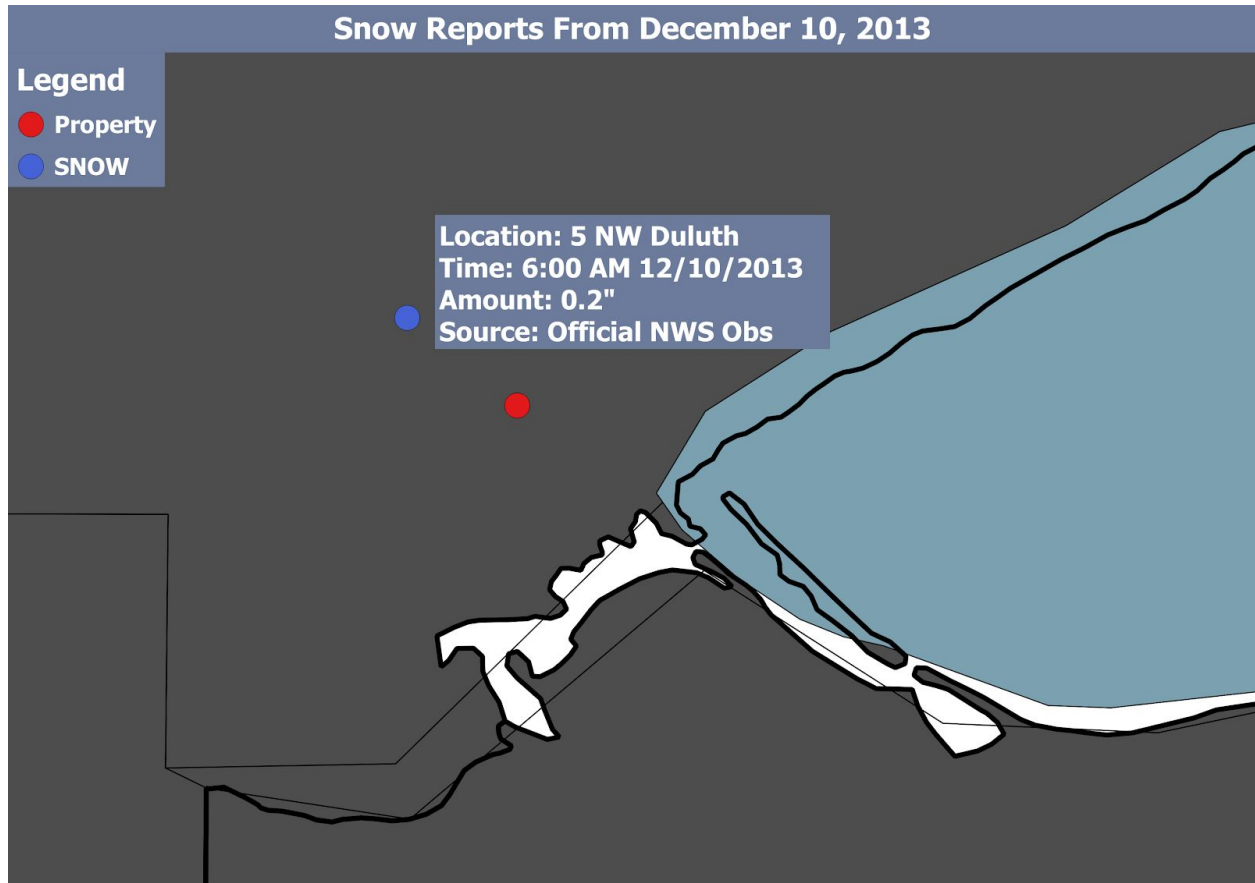 Snow Reports From December 10, 2013
Legend
Property
SNOW
Location: 5 NW Duluth
Time: 6:00 AM 12/10/2013
Amount: 0.2"
Source: Official NWS Obs